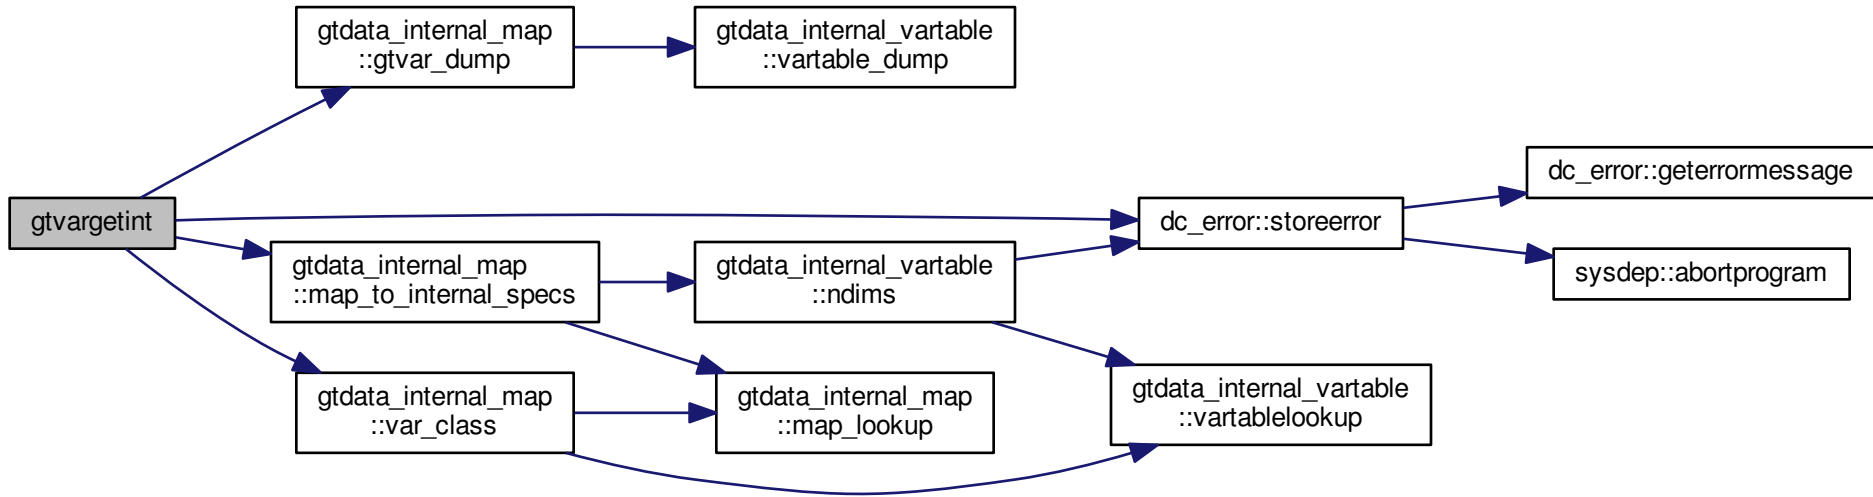 gtvargetint
gtdata_internal_map
::gtvar_dump
gtdata_internal_vartable
::vartable_dump
dc_error::storeerror
dc_error::geterrormessage
sysdep::abortprogram
gtdata_internal_map
::map_to_internal_specs
gtdata_internal_vartable
::ndims
gtdata_internal_vartable
::vartablelookup
gtdata_internal_map
::map_lookup
gtdata_internal_map
::var_class